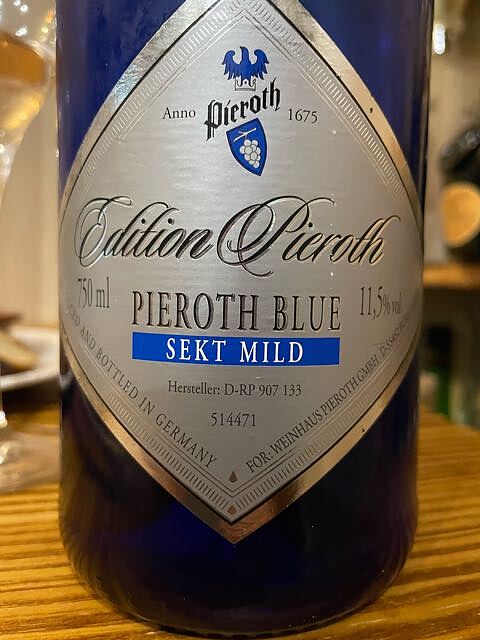 Pieroth
Anno 1675
Edition Pieroth
750 ml
PIEROTH BLUE
11,5% vol
SEKT MILD
Hersteller: D-RP 907 133
514471
AND BOTTLED IN GERMANY
FOR: WEINHAUS PIEROTH GMBH